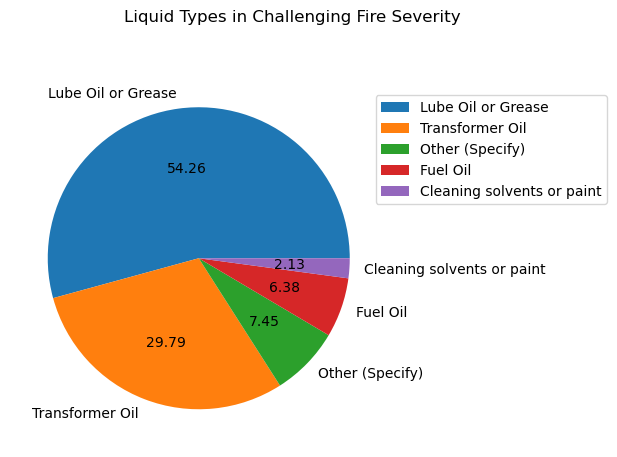 Liquid Types in Challenging Fire Severity
Lube Oil or Grease
54.26
Transformer Oil
29.79
Other (Specify)
7.45
Fuel Oil
6.38
Cleaning solvents or paint
2.13
Lube Oil or Grease
Transformer Oil
Other (Specify)
Fuel Oil
Cleaning solvents or paint